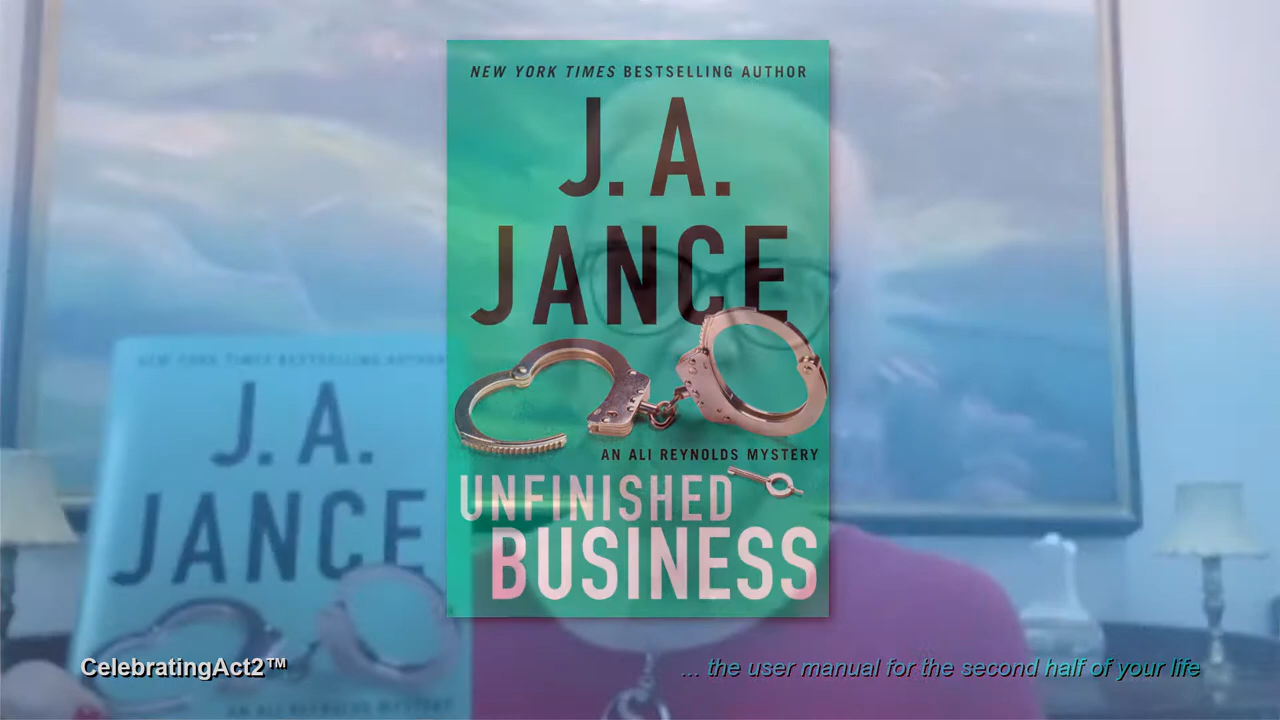 NEW YORK TIMES BESTSELLING AUTHOR
J. A.
JANCE
AN ALI REYNOLDS MYSTERY
UNFINISHED
BUSINESS
NEW YORK TIMES BESTSELLING AUTHOR
J. A.
JANCE
AN ALI REYNOLDS MYSTERY
CelebratingAct2™
... the user manual for the second half of your life